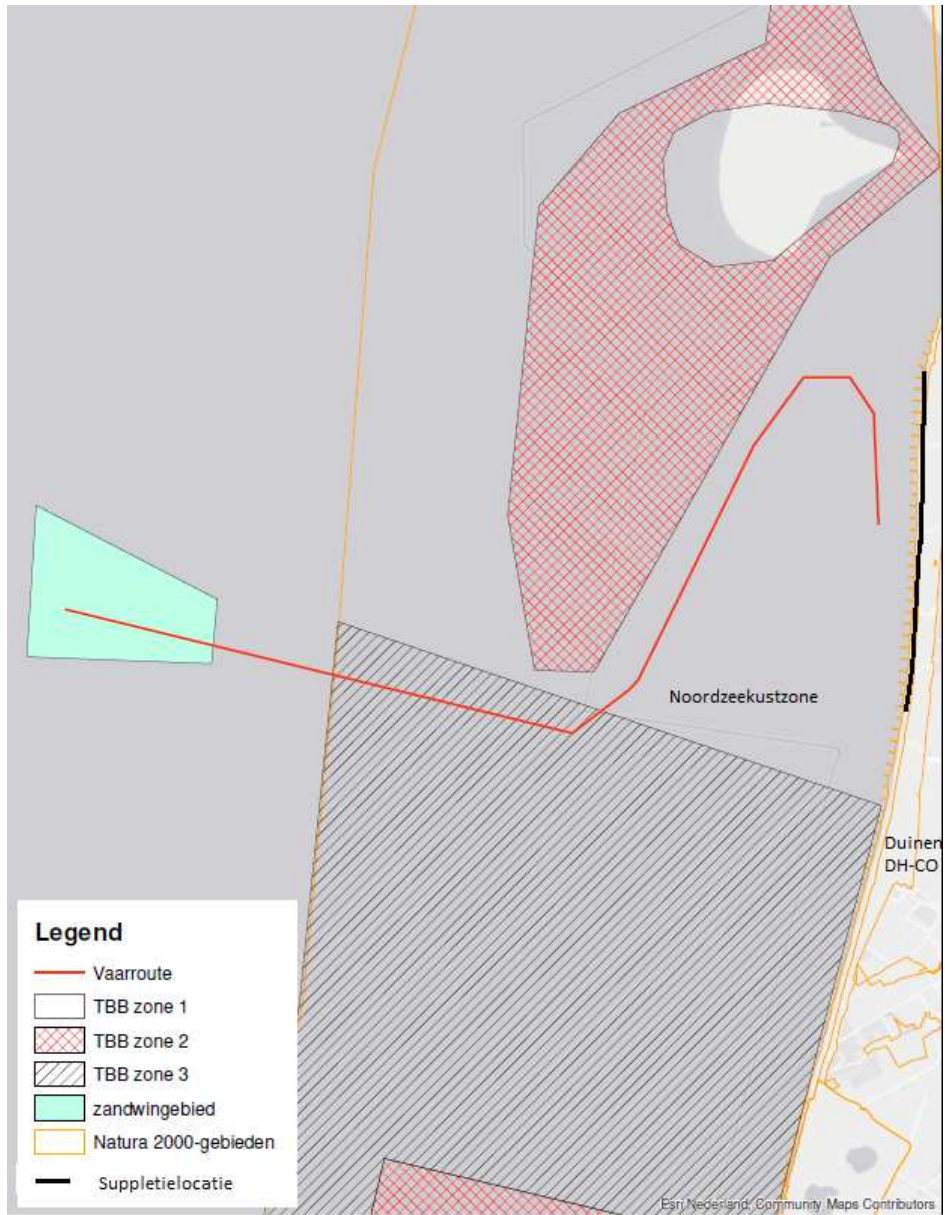 Noordzeekustzone
Duinen
DH-CO
Legend
Vaarroute
TBB zone 1
TBB zone 2
TBB zone 3
zandwingebied
Natura 2000-gebieden
Suppletielocatie
Esri Nederland, Community Maps Contributors